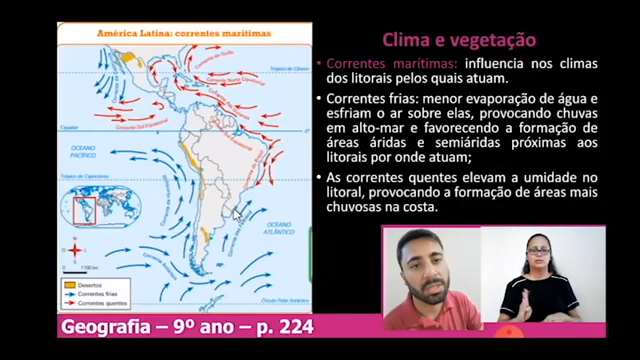 América Latina: correntes marítimas
Clima e vegetação
• Correntes marítimas: influencia nos climas
dos litorais pelos quais atuam.
• Correntes frias: menor evaporação de água e
esfriam o ar sobre elas, provocando chuvas
em alto-mar e favorecendo a formação de
áreas áridas e semiáridas próximas aos
litorais por onde atuam;
• As correntes quentes elevam a umidade no
litoral, provocando a formação de áreas mais
chuvosas na costa.
Trópico de Câncer
Equador
0°
OCEANO
PACÍFICO
Trópico de Capricórnio
OCEANO
ATLÂNTICO
Círculo Polar Antártico
N
Desertos
Correntes frias
Correntes quentes
Geografia – 9º ano – p. 224